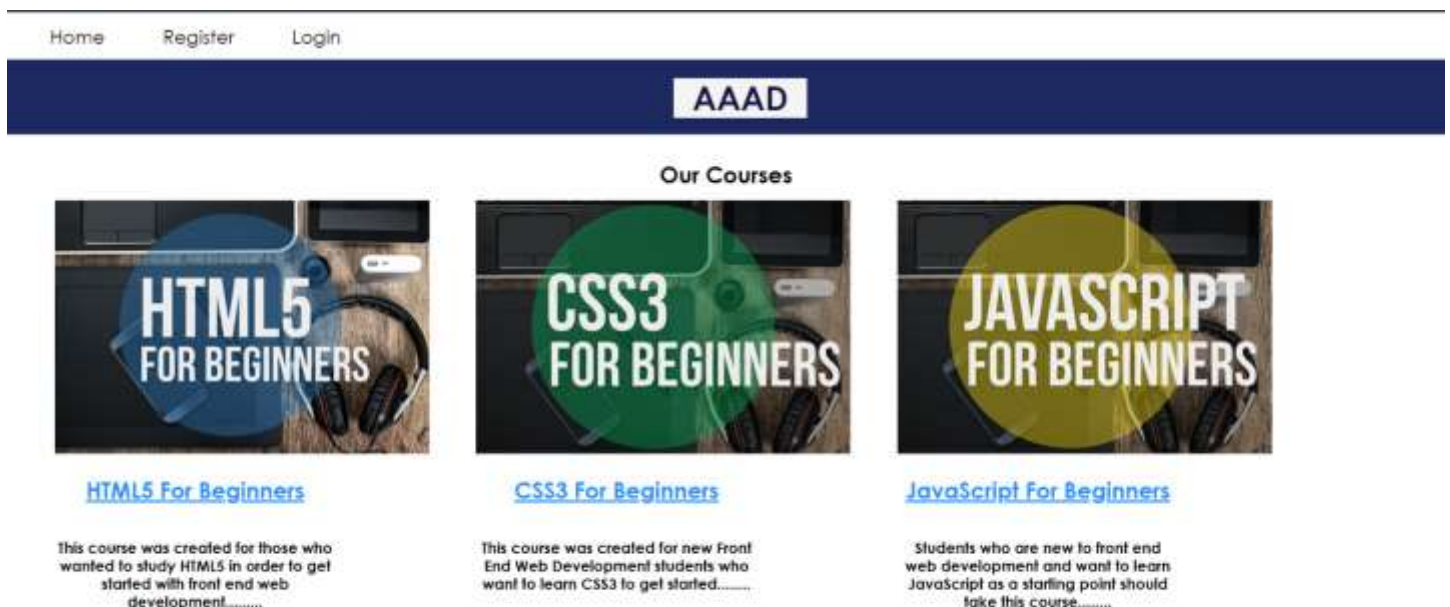 Home Register Login
AAAD
Our Courses
HTML5
FOR BEGINNERS
CSS3
FOR BEGINNERS
JAVASCRIPT
FOR BEGINNERS
HTML5 For Beginners
This course was created for those who
wanted to study HTML5 in order to get
started with front end web
development.........
CSS3 For Beginners
This course was created for new Front
End Web Development students who
want to learn CSS3 to get started........
JavaScript For Beginners
Students who are new to front end
web development and want to learn
JavaScript as a starting point should
take this course........